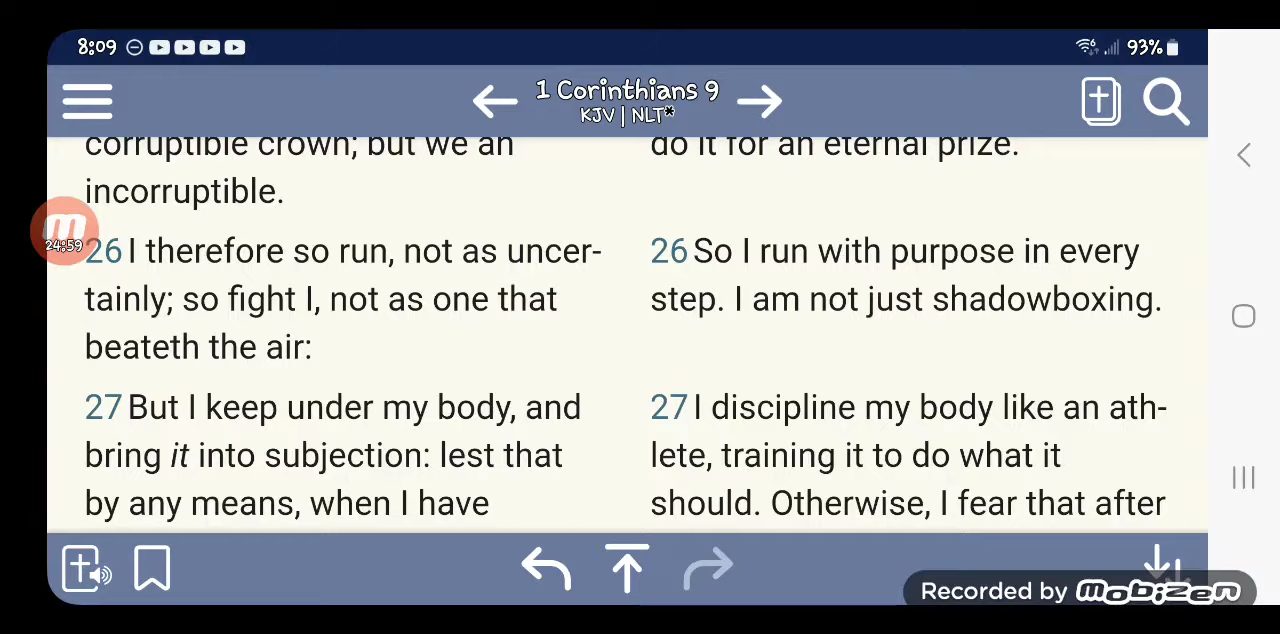 8:09
93%
1 Corinthians 9
KJV | NLT*
corruptible crown; but we an
incorruptible.
24:59
26 I therefore so run, not as uncer-
tainly; so fight I, not as one that
beateth the air:
27 But I keep under my body, and
bring it into subjection: lest that
by any means, when I have
do it for an eternal prize.
26 So I run with purpose in every
step. I am not just shadowboxing.
27 I discipline my body like an ath-
lete, training it to do what it
should. Otherwise, I fear that after
Recorded by mobizen